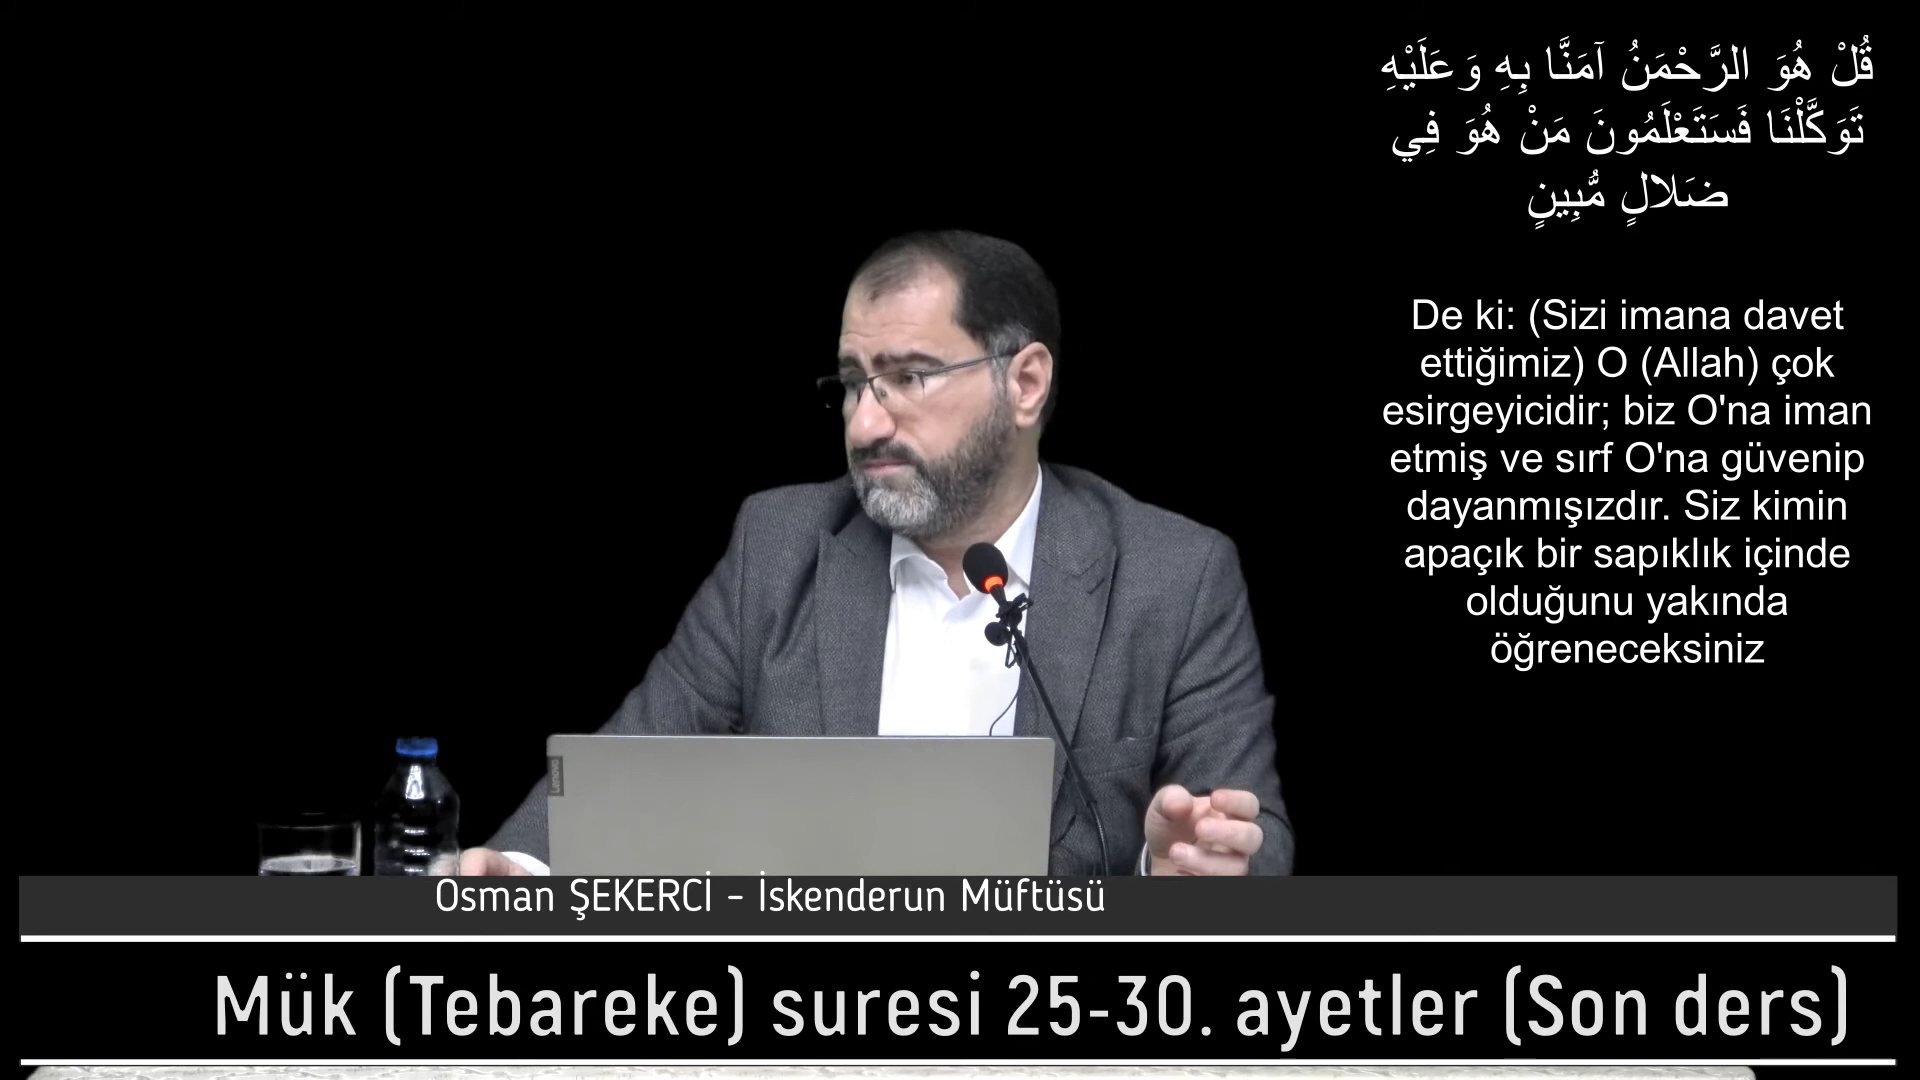 قُلْ هُوَ الرَّحْمَنُ آمَنَّا بِهِ وَعَلَيْهِ
تَوَكَّلْنَا فَسَتَعْلَمُونَ مَنْ هُوَ فِي
ضَلالٍ مُّبِينٍ
De ki: (Sizi imana davet
ettiğimiz) O (Allah) çok
esirgeyicidir; biz O'na iman
etmiş ve sırf O'na güvenip
dayanmışızdır. Siz kimin
apaçık bir sapıklık içinde
olduğunu yakında
öğreneceksiniz
Lenovo
Osman ŞEKERCİ - İskenderun Müftüsü
Mük (Tebareke) suresi 25-30. ayetler (Son ders)